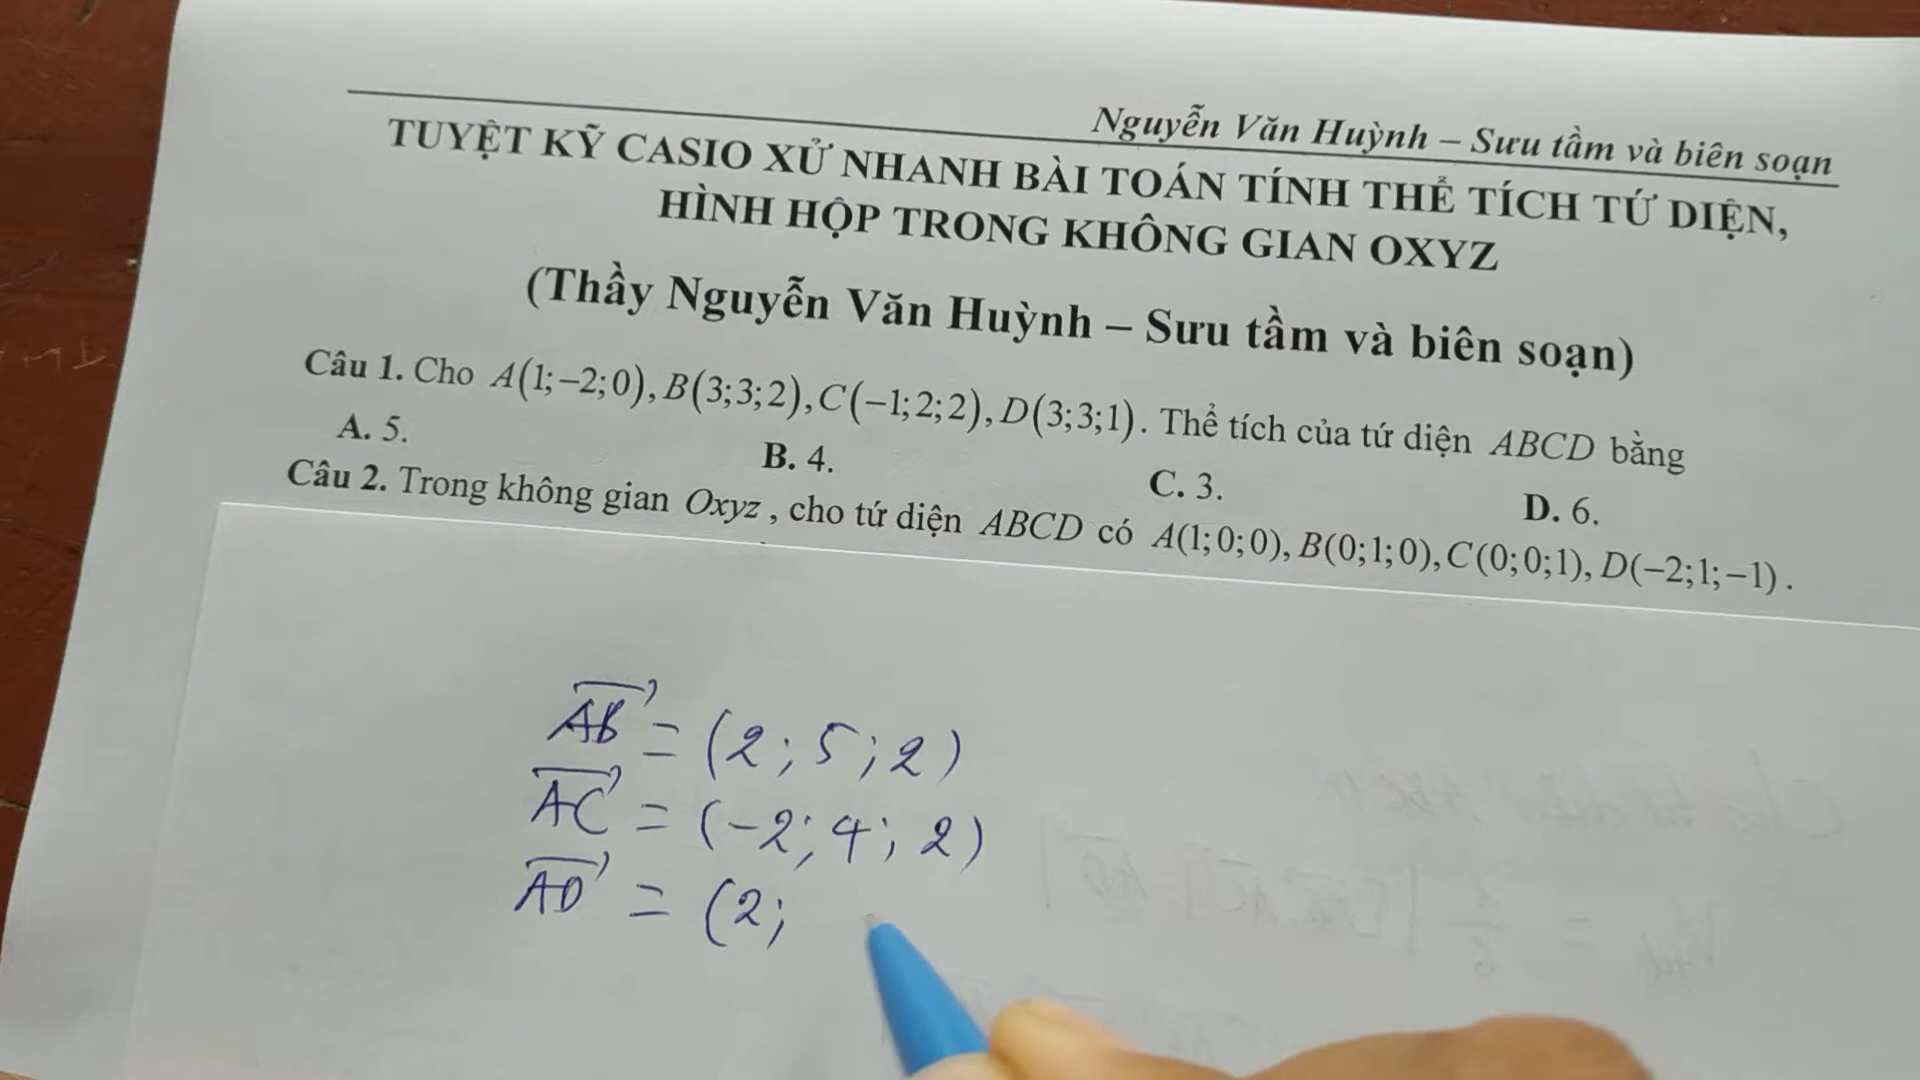 Nguyễn Văn Huỳnh – Sưu tầm và biên soạn
TUYỆT KỸ CASIO XỬ NHANH BÀI TOÁN TÍNH THỂ TÍCH TỨ DIỆN,
HÌNH HỘP TRONG KHÔNG GIAN OXYZ
(Thầy Nguyễn Văn Huỳnh – Sưu tầm và biên soạn)
Câu 1. Cho A(1;−2;0), B(3;3;2), C(−1;2;2), D(3;3;1). Thể tích của tứ diện ABCD bằng
A. 5. B. 4. C. 3. D. 6.
Câu 2. Trong không gian Oxyz, cho tứ diện ABCD có A(1;0;0), B(0;1;0), C(0;0;1), D(−2;1;−1).
AB⃗ = (2; 5; 2)
AC⃗ = (−2; 4; 2)
AD⃗ = (2;